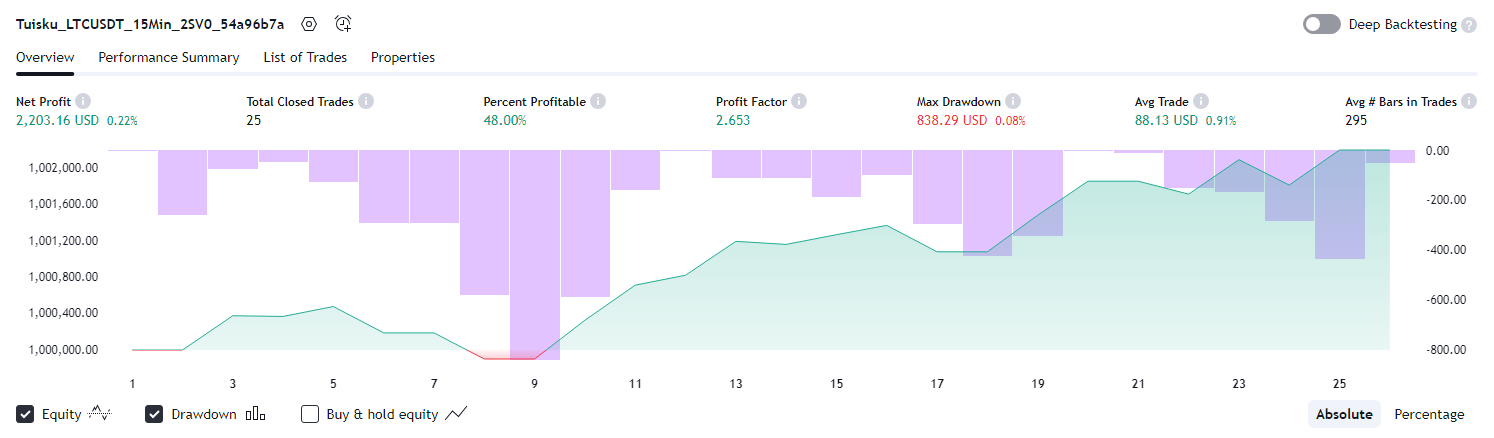 Tuisku_LTCUSDT_15Min_2SV0_54a96b7a Deep Backtesting ?
Overview Performance Summary List of Trades Properties
Net Profit i Total Closed Trades i Percent Profitable i Profit Factor i Max Drawdown i Avg Trade i Avg # Bars in Trades i
2,203.16 USD 0.22% 25 48.00% 2.653 838.29 USD 0.08% 88.13 USD 0.91% 295
0.00
1,002,000.00
1,001,600.00 -200.00
1,001,200.00 -400.00
1,000,800.00
1,000,400.00 -600.00
1,000,000.00 -800.00
1 3 5 7 9 11 13 15 17 19 21 23 25
Equity Drawdown Buy & hold equity Absolute Percentage